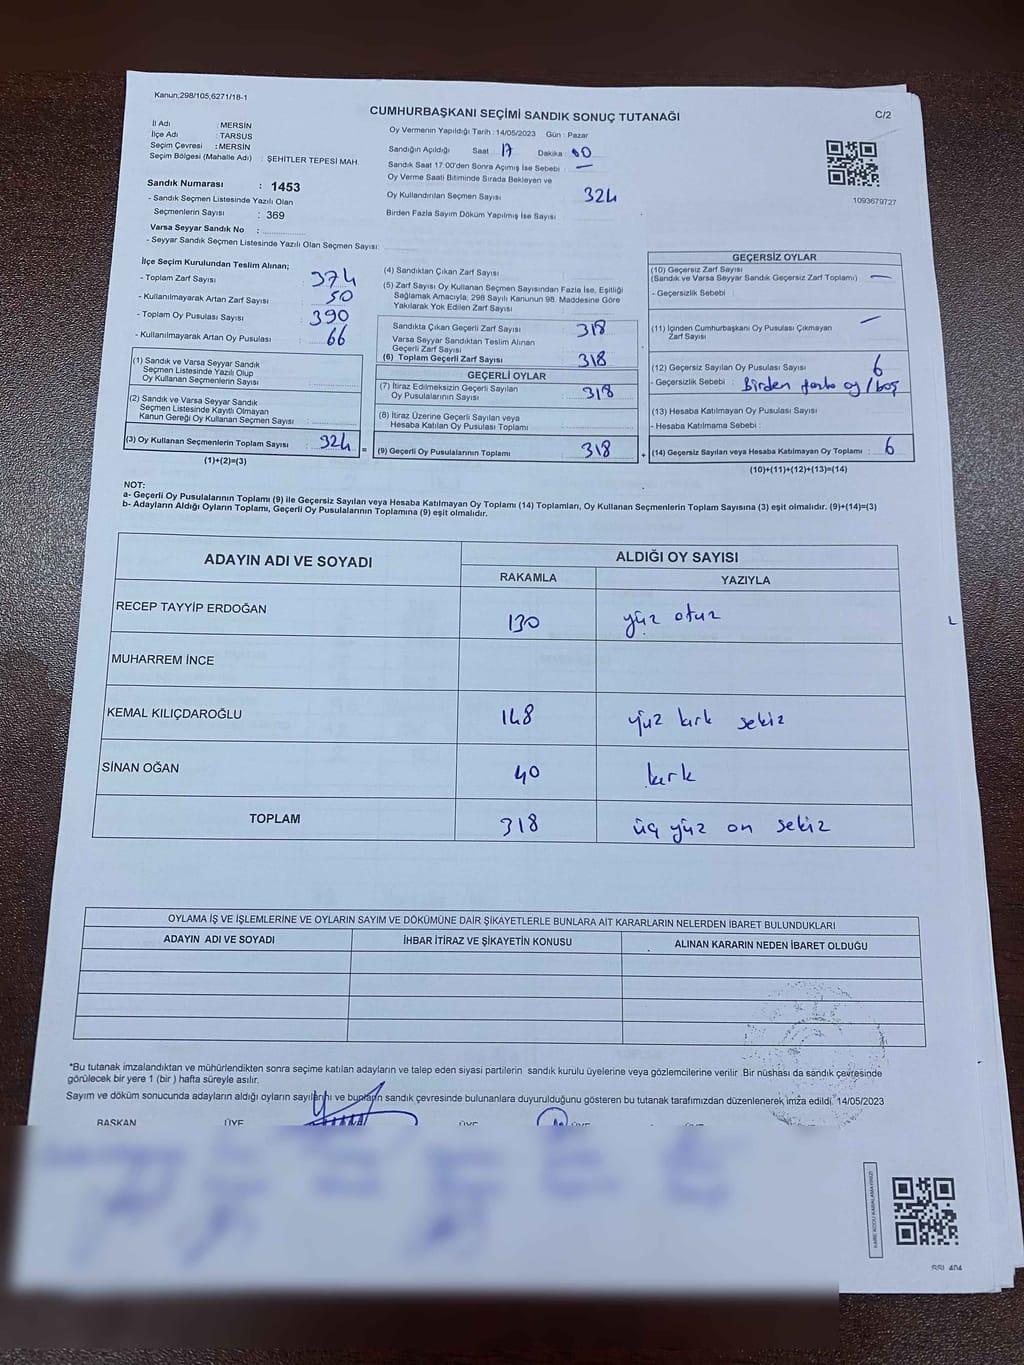 Kanun,298/105,6271/18-1
CUMHURBAŞKANI SEÇİMİ SANDIK SONUÇ TUTANAĞI
C/2
İl Adı : MERSİN
İlçe Adı : TARSUS
Seçim Çevresi : MERSİN
Seçim Bölgesi (Mahalle Adı) : ŞEHİTLER TEPESİ MAH.
Sandık Numarası : 1453
- Sandık Seçmen Listesinde Yazılı Olan
Seçmenlerin Sayısı : 369
Varsa Seyyar Sandık No :
- Seyyar Sandık Seçmen Listesinde Yazılı Olan Seçmen Sayısı:
Oy Vermenin Yapıldığı Tarih : 14/05/2023 Gün : Pazar
Sandığın Açıldığı Saat 17 Dakika 00
Sandık Saat 17:00'den Sonra Açımış İse Sebebi : —
Oy Verme Saati Bitiminde Sırada Bekleyen ve
Oy Kullandırılan Seçmen Sayısı 324
Birden Fazla Sayım Döküm Yapılmış İse Sayısı
1093679727
İlçe Seçim Kurulundan Teslim Alınan;
- Toplam Zarf Sayısı : 374
- Kullanılmayarak Artan Zarf Sayısı : 50
- Toplam Oy Pusulası Sayısı : 390
- Kullanılmayarak Artan Oy Pusulası : 66
(1) Sandık ve Varsa Seyyar Sandık
Seçmen Listesinde Yazılı Olup
Oy Kullanan Seçmenlerin Sayısı
(2) Sandık ve Varsa Seyyar Sandık
Seçmen Listesinde Kayıtlı Olmayan
Kanun Gereği Oy Kullanan Seçmen Sayısı :
(3) Oy Kullanan Seçmenlerin Toplam Sayısı : 324 =
(1)+(2)=(3)
(4) Sandıktan Çıkan Zarf Sayısı
(5) Zarf Sayısı Oy Kullanan Seçmen Sayısından Fazla İse, Eşitliği
Sağlamak Amacıyla; 298 Sayılı Kanunun 98. Maddesine Göre
Yakılarak Yok Edilen Zarf Sayısı
Sandıkta Çıkan Geçerli Zarf Sayısı : 318
Varsa Seyyar Sandıktan Teslim Alınan
Geçerli Zarf Sayısı
(6) Toplam Geçerli Zarf Sayısı : 318
GEÇERLİ OYLAR
(7) İtiraz Edilmeksizin Geçerli Sayılan
Oy Pusulasılarının Sayısı : 318
(8) İtiraz Üzerine Geçerli Sayılan veya
Hesaba Katılan Oy Pusulası Toplamı
(9) Geçerli Oy Pusulalarının Toplamı : 318 +
GEÇERSİZ OYLAR
(10) Geçersiz Zarf Sayısı
(Sandık ve Varsa Seyyar Sandık Geçersiz Zarf Toplamı) : —
- Geçersizlik Sebebi :
(11) İçinden Cumhurbaşkanı Oy Pusulası Çıkmayan
Zarf Sayısı —
(12) Geçersiz Sayılan Oy Pusulası Sayısı : 6
- Geçersizlik Sebebi : Birden fazla oy / boş
(13) Hesaba Katılmayan Oy Pusulası Sayısı
- Hesaba Katılmama Sebebi :
(14) Geçersiz Sayılan veya Hesaba Katılmayan Oy Toplamı : 6
(10)+(11)+(12)+(13)=(14)
NOT:
a- Geçerli Oy Pusulalarının Toplamı (9) ile Geçersiz Sayılan veya Hesaba Katılmayan Oy Toplamı (14) Toplamları, Oy Kullanan Seçmenlerin Toplam Sayısına (3) eşit olmalıdır. (9)+(14)=(3)
b- Adayların Aldığı Oyların Toplamı, Geçerli Oy Pusulalarının Toplamına (9) eşit olmalıdır.
ADAYIN ADI VE SOYADI ALDIĞI OY SAYISI
RAKAMLA YAZIYLA
RECEP TAYYİP ERDOĞAN 130 yüz otuz
MUHARREM İNCE
KEMAL KILIÇDAROĞLU 148 yüz kırk sekiz
SİNAN OĞAN 40 kırk
TOPLAM 318 üç yüz on sekiz
OYLAMA İŞ VE İŞLEMLERİNE VE OYLARIN SAYIM VE DÖKÜMÜNE DAİR ŞİKAYETLERLE BUNLARA AİT KARARLARIN NELERDEN İBARET BULUNDUKLARI
ADAYIN ADI VE SOYADI İHBAR İTİRAZ VE ŞİKAYETİN KONUSU ALINAN KARARIN NEDEN İBARET OLDUĞU
*Bu tutanak imzalandıktan ve mühürlendikten sonra seçime katılan adayların ve talep eden siyasi partilerin sandık kurulu üyelerine veya gözlemcilerine verilir. Bir nüshası da sandık çevresinde
görülecek bir yere 1 (bir ) hafta süreyle asılır.
Sayım ve döküm sonucunda adayların aldığı oyların sayılarını ve bunların sandık çevresinde bulunanlara duyurulduğunu gösteren bu tutanak tarafımızdan düzenlenerek imza edildi. 14/05/2023
BAŞKAN ÜYE ÜYE ÜYE ÜYE